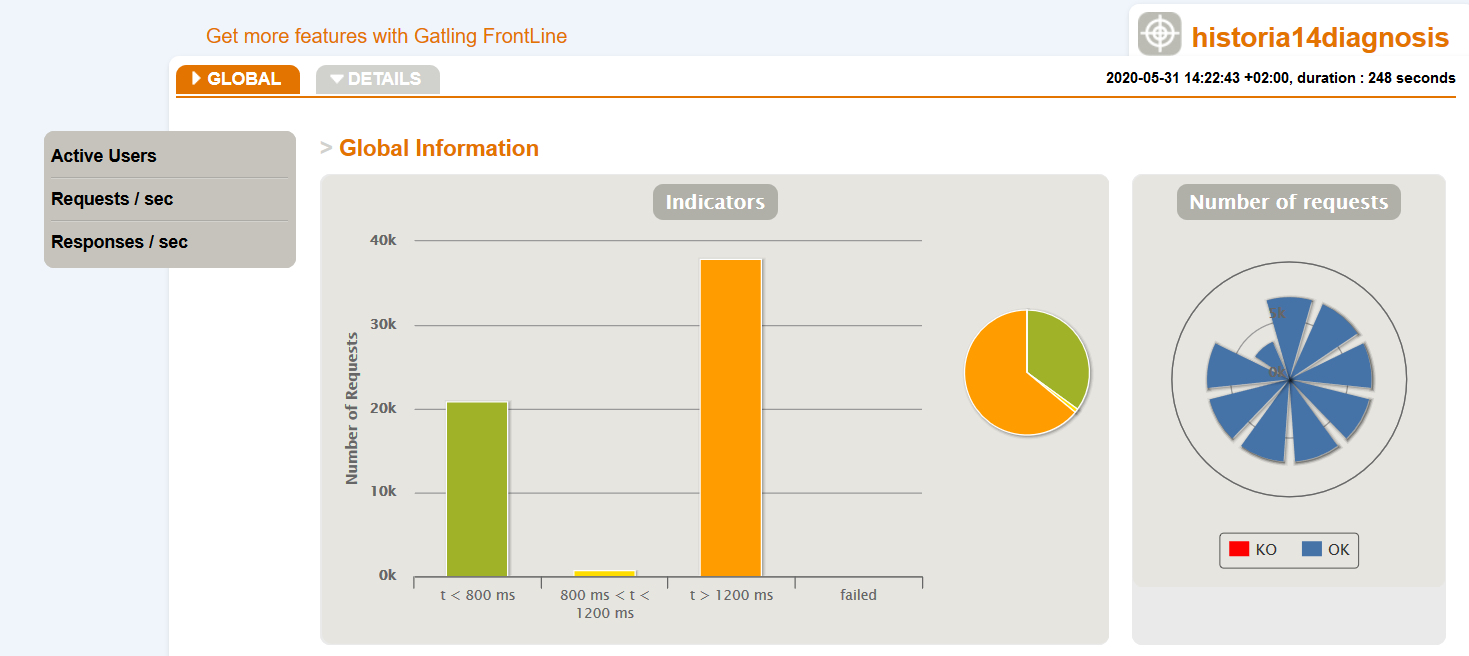 Get more features with Gatling FrontLine
historia14diagnosis
GLOBAL
DETAILS
2020-05-31 14:22:43 +02:00, duration : 248 seconds
Active Users
Requests / sec
Responses / sec
> Global Information
Indicators
Number of Requests
40k
30k
20k
10k
0k
t < 800 ms
800 ms < t <
1200 ms
t > 1200 ms
failed
Number of requests
KO
OK